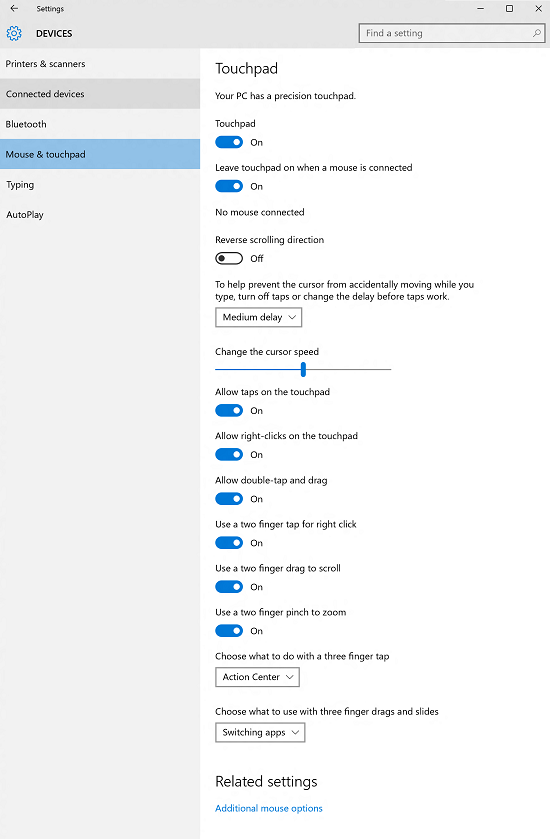 Settings
DEVICES
Find a setting
Printers & scanners
Connected devices
Bluetooth
Mouse & touchpad
Typing
AutoPlay
Touchpad
Your PC has a precision touchpad.
Touchpad
On
Leave touchpad on when a mouse is connected
On
No mouse connected
Reverse scrolling direction
Off
To help prevent the cursor from accidentally moving while you
type, turn off taps or change the delay before taps work.
Medium delay
Change the cursor speed
Allow taps on the touchpad
On
Allow right-clicks on the touchpad
On
Allow double-tap and drag
On
Use a two finger tap for right click
On
Use a two finger drag to scroll
On
Use a two finger pinch to zoom
On
Choose what to do with a three finger tap
Action Center
Choose what to use with three finger drags and slides
Switching apps
Related settings
Additional mouse options